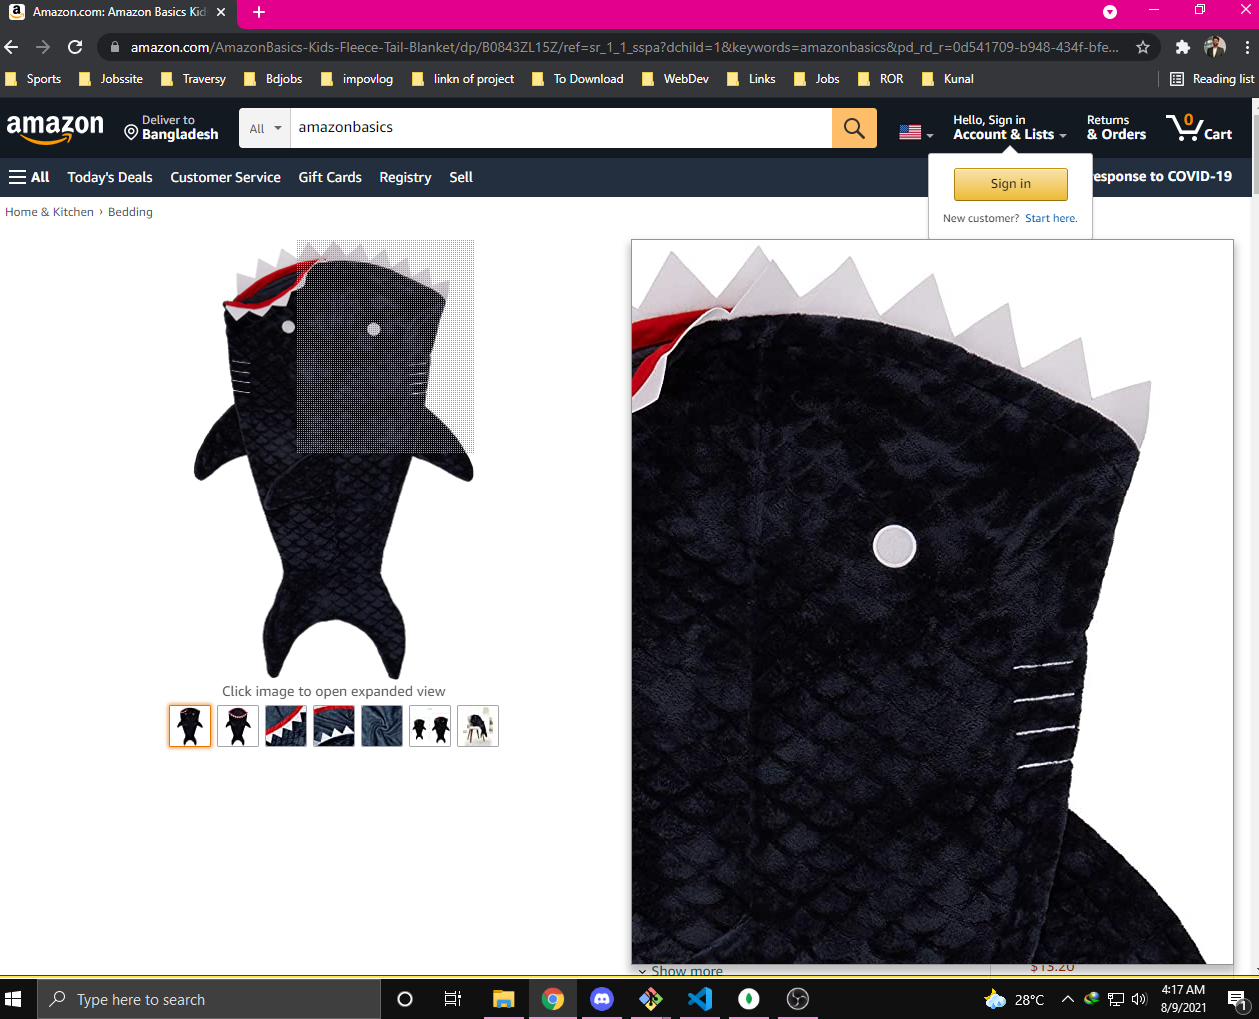 Amazon.com: Amazon Basics Kid
amazon.com/AmazonBasics-Kids-Fleece-Tail-Blanket/dp/B0843ZL15Z/ref=sr_1_1_sspa?dchild=1&keywords=amazonbasics&pd_rd_r=0d541709-b948-434f-bfe...
Sports Jobssite Traversy Bdjobs impovlog linkn of project To Download WebDev Links Jobs ROR Kunal Reading list
amazon
Deliver to
Bangladesh
All
amazonbasics
Hello, Sign in
Account & Lists
Returns
& Orders
0
Cart
All Today's Deals Customer Service Gift Cards Registry Sell
esponse to COVID-19
Sign in
New customer? Start here.
Home & Kitchen › Bedding
Click image to open expanded view
Show more
$13.20
Type here to search
28°C
4:17 AM
8/9/2021
1